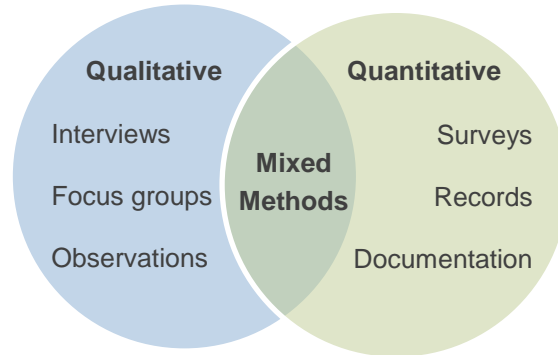 Qualitative
Interviews
Focus groups
Observations
Mixed
Methods
Quantitative
Surveys
Records
Documentation